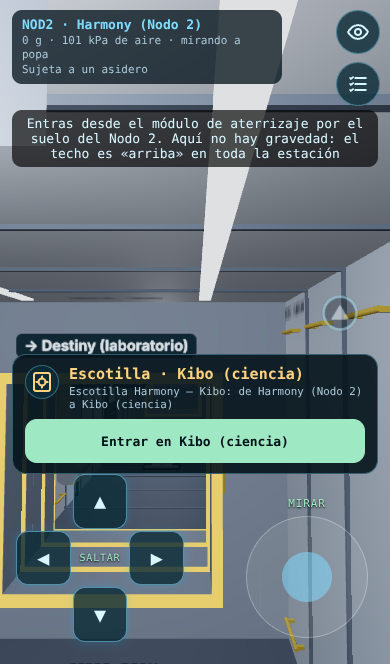 NOD2 · Harmony (Nodo 2)
0 g · 101 kPa de aire · mirando a
popa
Sujeta a un asidero
Entras desde el módulo de aterrizaje por el
suelo del Nodo 2. Aquí no hay gravedad: el
techo es «arriba» en toda la estación
→ Destiny (laboratorio)
Escotilla · Kibo (ciencia)
Escotilla Harmony — Kibo: de Harmony (Nodo 2)
a Kibo (ciencia)
Entrar en Kibo (ciencia)
MIRAR
SALTAR